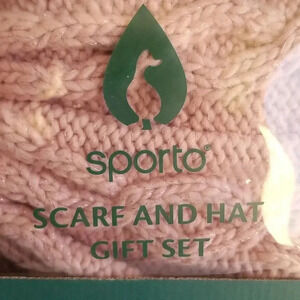 sporto®
SCARF AND HAT
GIFT SET